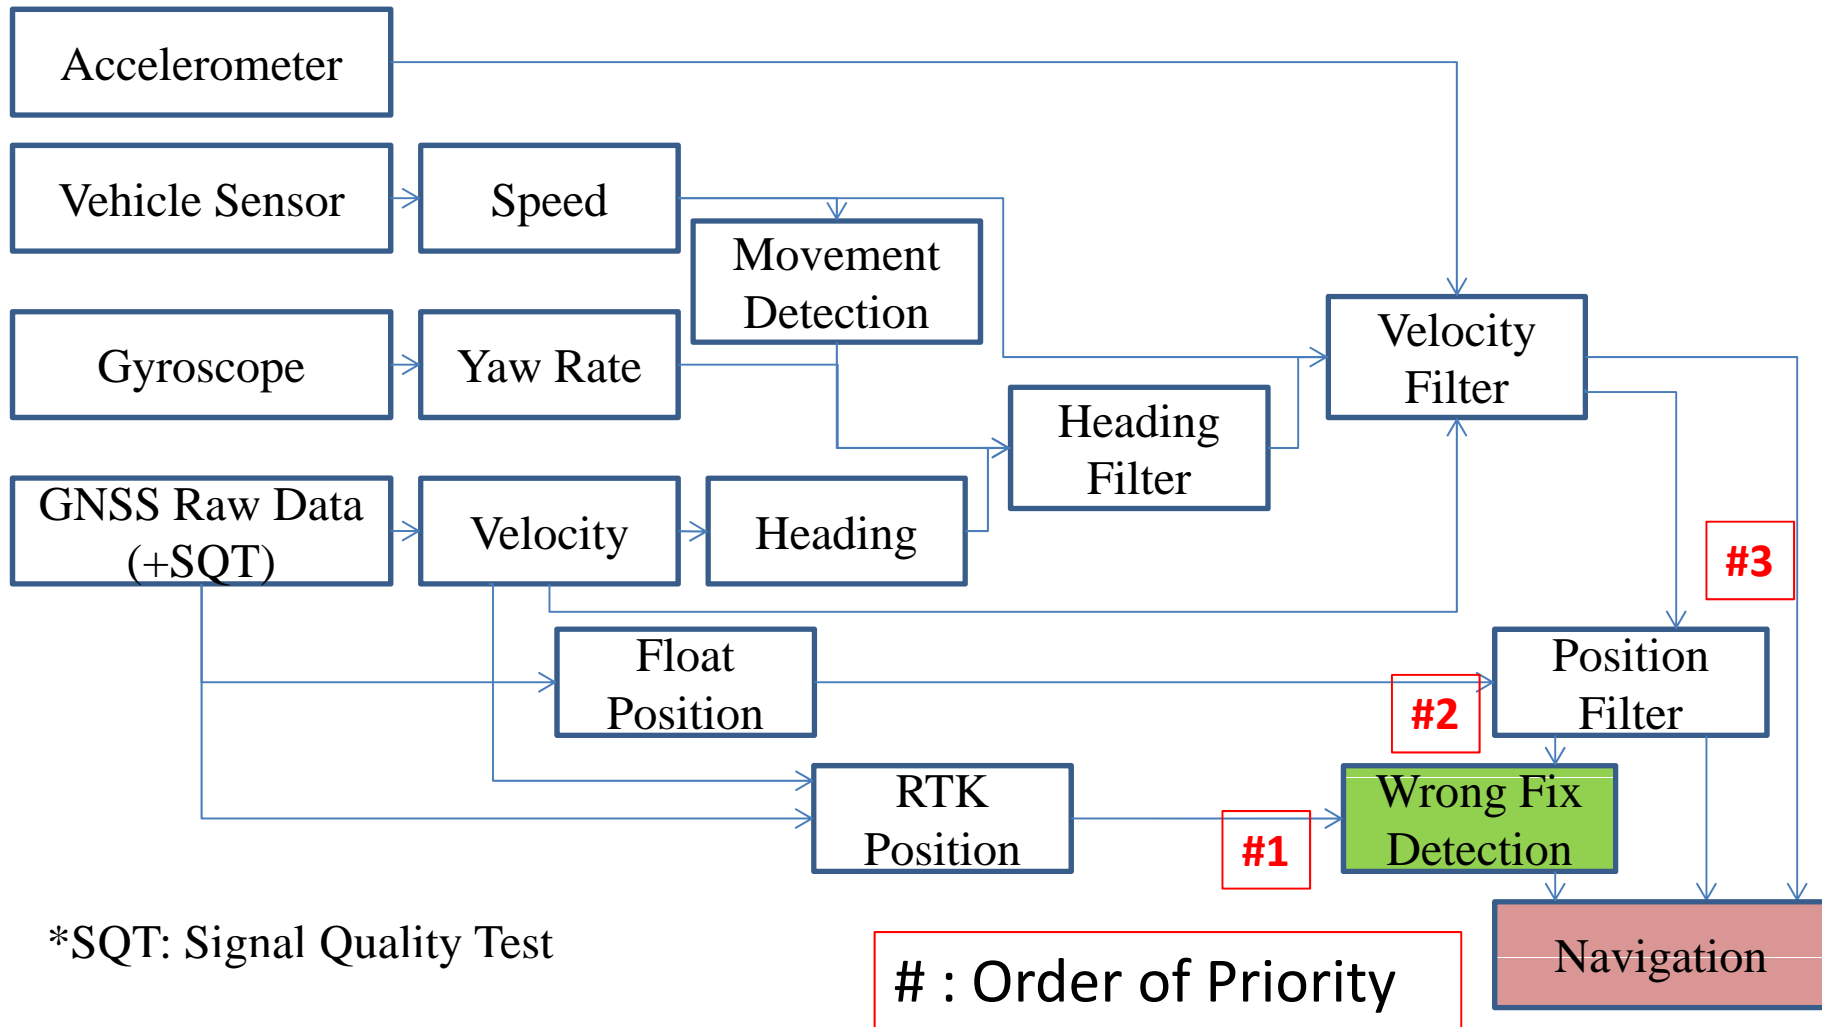 Accelerometer
Vehicle Sensor
Speed
Movement
Detection
Gyroscope
Yaw Rate
Velocity
Filter
Heading
Filter
GNSS Raw Data
(+SQT)
Velocity
Heading
#3
Float
Position
#2
Position
Filter
RTK
Position
#1
Wrong Fix
Detection
*SQT: Signal Quality Test
# : Order of Priority
Navigation